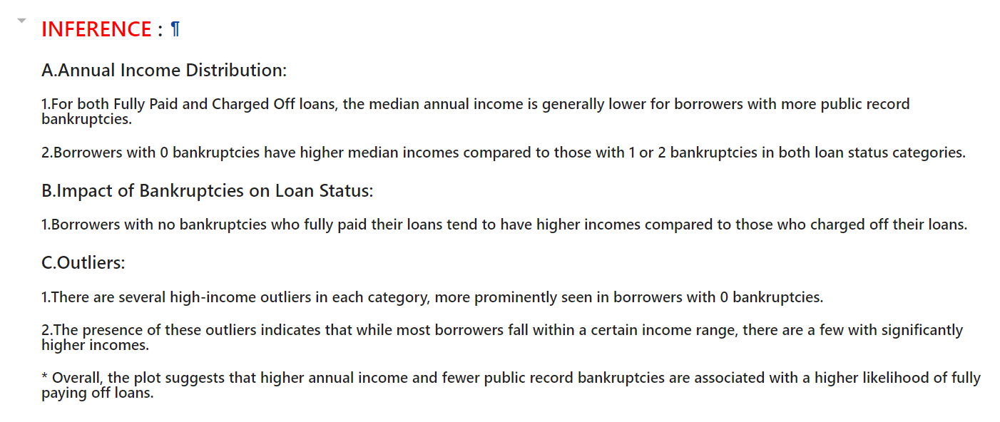 INFERENCE : ¶
A.Annual Income Distribution:
1.For both Fully Paid and Charged Off loans, the median annual income is generally lower for borrowers with more public record
bankruptcies.
2.Borrowers with 0 bankruptcies have higher median incomes compared to those with 1 or 2 bankruptcies in both loan status categories.
B.Impact of Bankruptcies on Loan Status:
1.Borrowers with no bankruptcies who fully paid their loans tend to have higher incomes compared to those who charged off their loans.
C.Outliers:
1.There are several high-income outliers in each category, more prominently seen in borrowers with 0 bankruptcies.
2.The presence of these outliers indicates that while most borrowers fall within a certain income range, there are a few with significantly
higher incomes.
* Overall, the plot suggests that higher annual income and fewer public record bankruptcies are associated with a higher likelihood of fully
paying off loans.